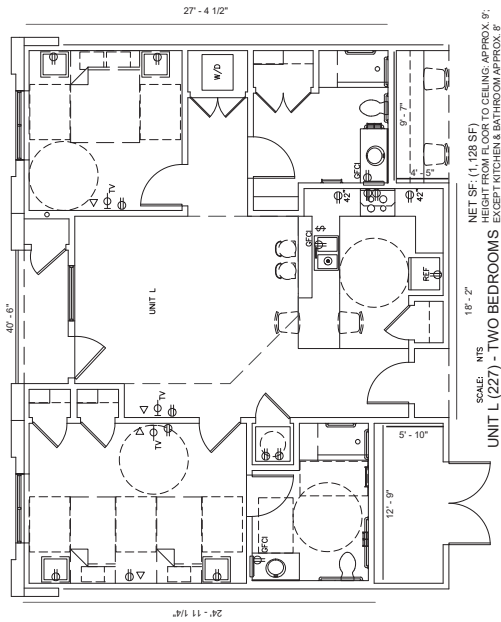 27' - 4 1/2"
W/D
TV
GFCI
9' - 7"
4' - 5"
42"
42"
GFCI
$
REF
40' - 6"
UNIT L
18' - 2"
TV
TV
GFCI
5' - 10"
12' - 9"
24' - 11 1/4"
NET SF: (1,128 SF)
HEIGHT FROM FLOOR TO CEILING: APPROX. 9';
EXCEPT KITCHEN & BATHROOM APPROX. 8'
SCALE: NTS
UNIT L (227) - TWO BEDROOMS